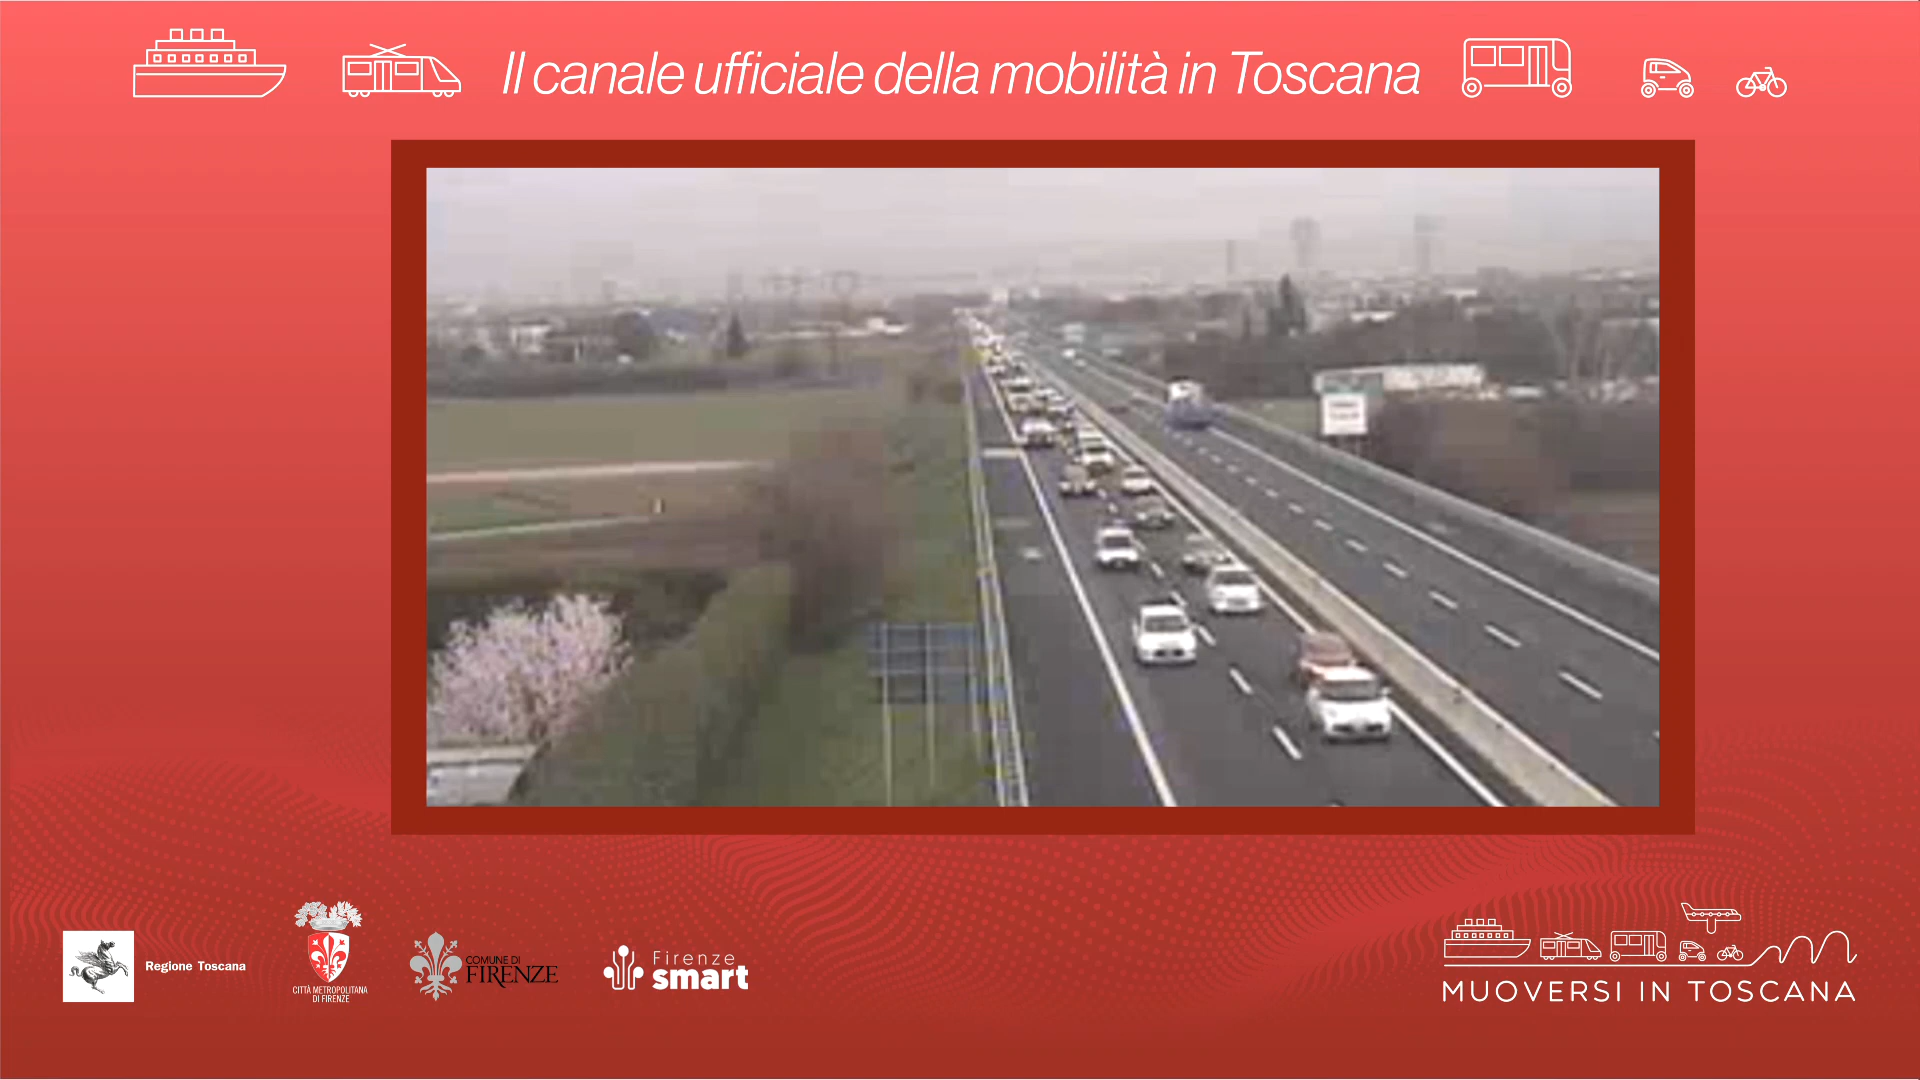 Il canale ufficiale della mobilità in Toscana
Regione Toscana
CITTÀ METROPOLITANA
DI FIRENZE
COMUNE DI
FIRENZE
Firenze
smart
MUOVERSI IN TOSCANA